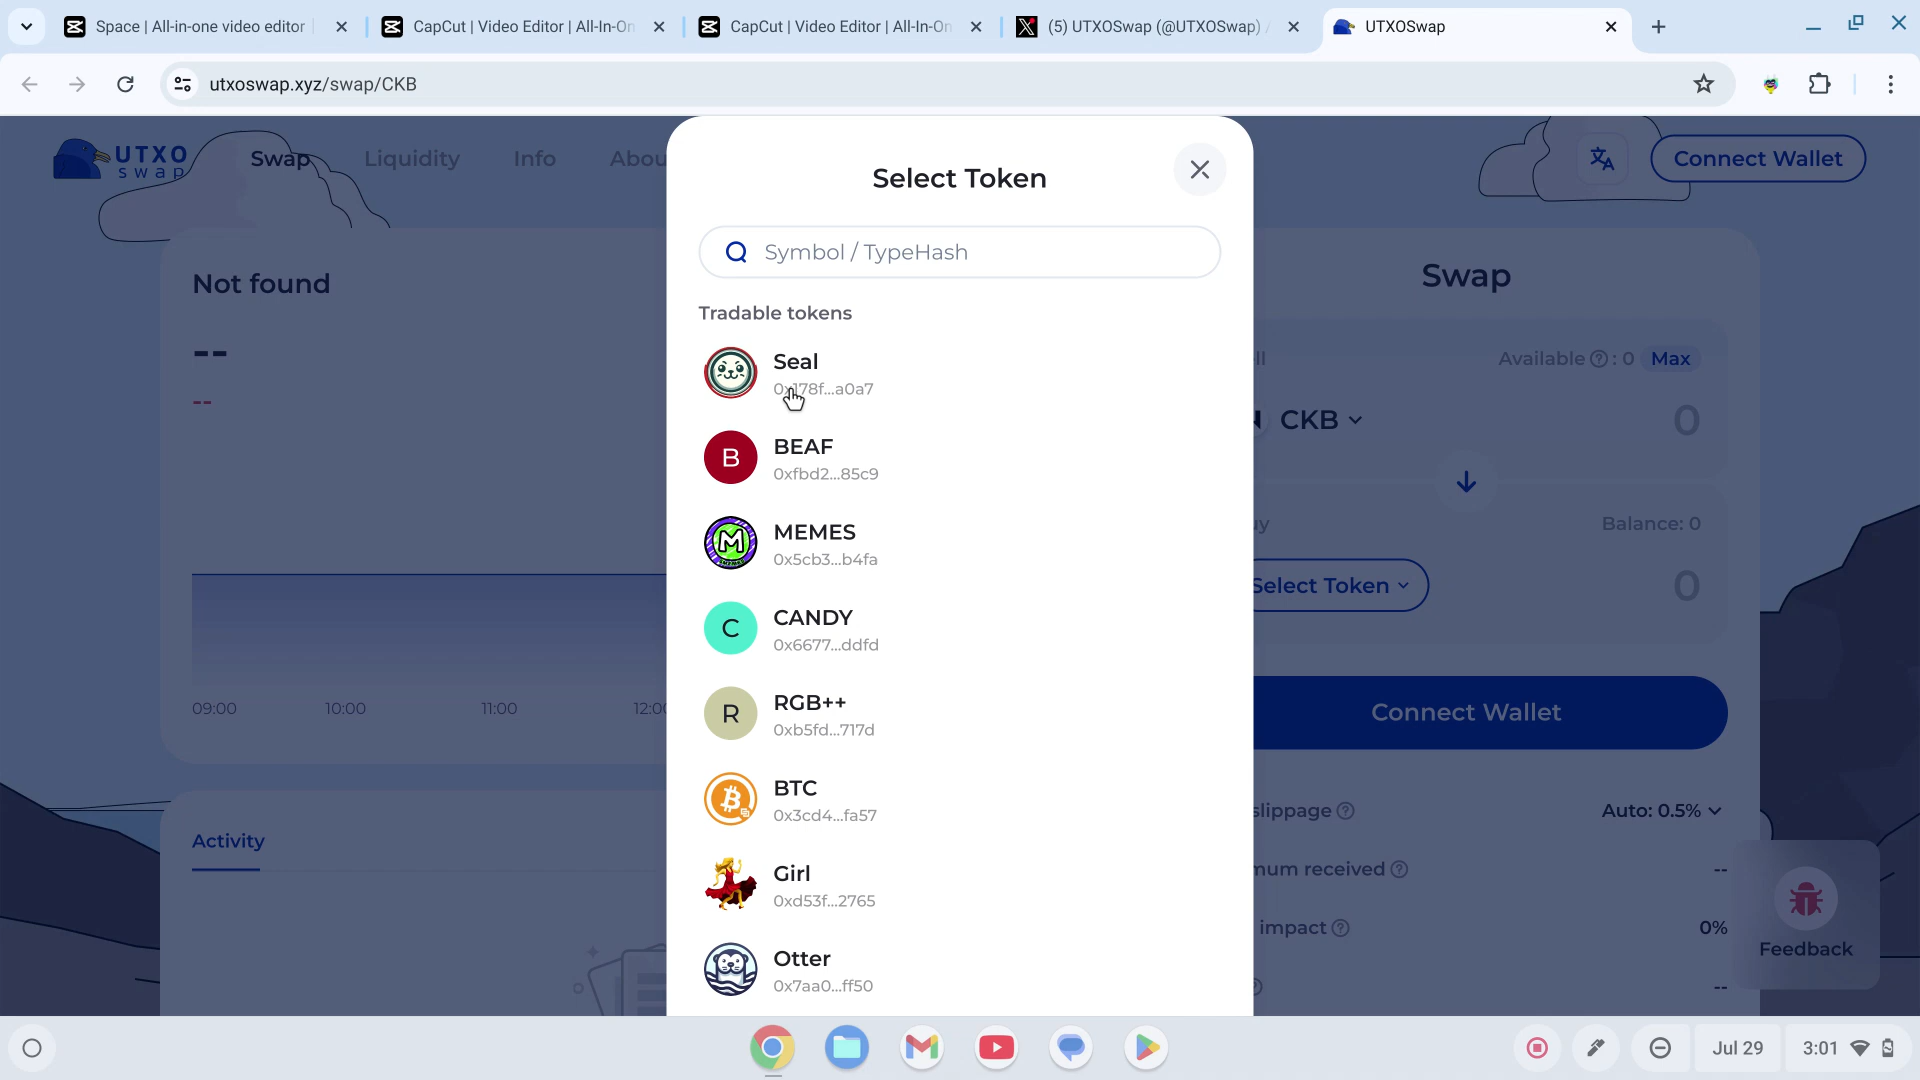 Space | All-in-one video editor
CapCut | Video Editor | All-In-On
CapCut | Video Editor | All-In-On
(5) UTXOSwap (@UTXOSwap) /
UTXOSwap
utxoswap.xyz/swap/CKB
UTXO
swap
Swap
Liquidity
Info
Abou
Connect Wallet
Select Token
Symbol / TypeHash
Tradable tokens
Seal
0x178f...a0a7
B
BEAF
0xfbd2...85c9
M
MEMES
MEMES
0x5cb3...b4fa
C
CANDY
0x6677...ddfd
R
RGB++
0xb5fd...717d
BTC
0x3cd4...fa57
Girl
0xd53f...2765
Otter
0x7aa0...ff50
Not found
--
--
09:00
10:00
11:00
12:00
Activity
Swap
Available : 0
Max
CKB
0
Balance: 0
Select Token
0
Connect Wallet
slippage
Auto: 0.5%
mum received
--
impact
0%
--
Feedback
Jul 29
3:01